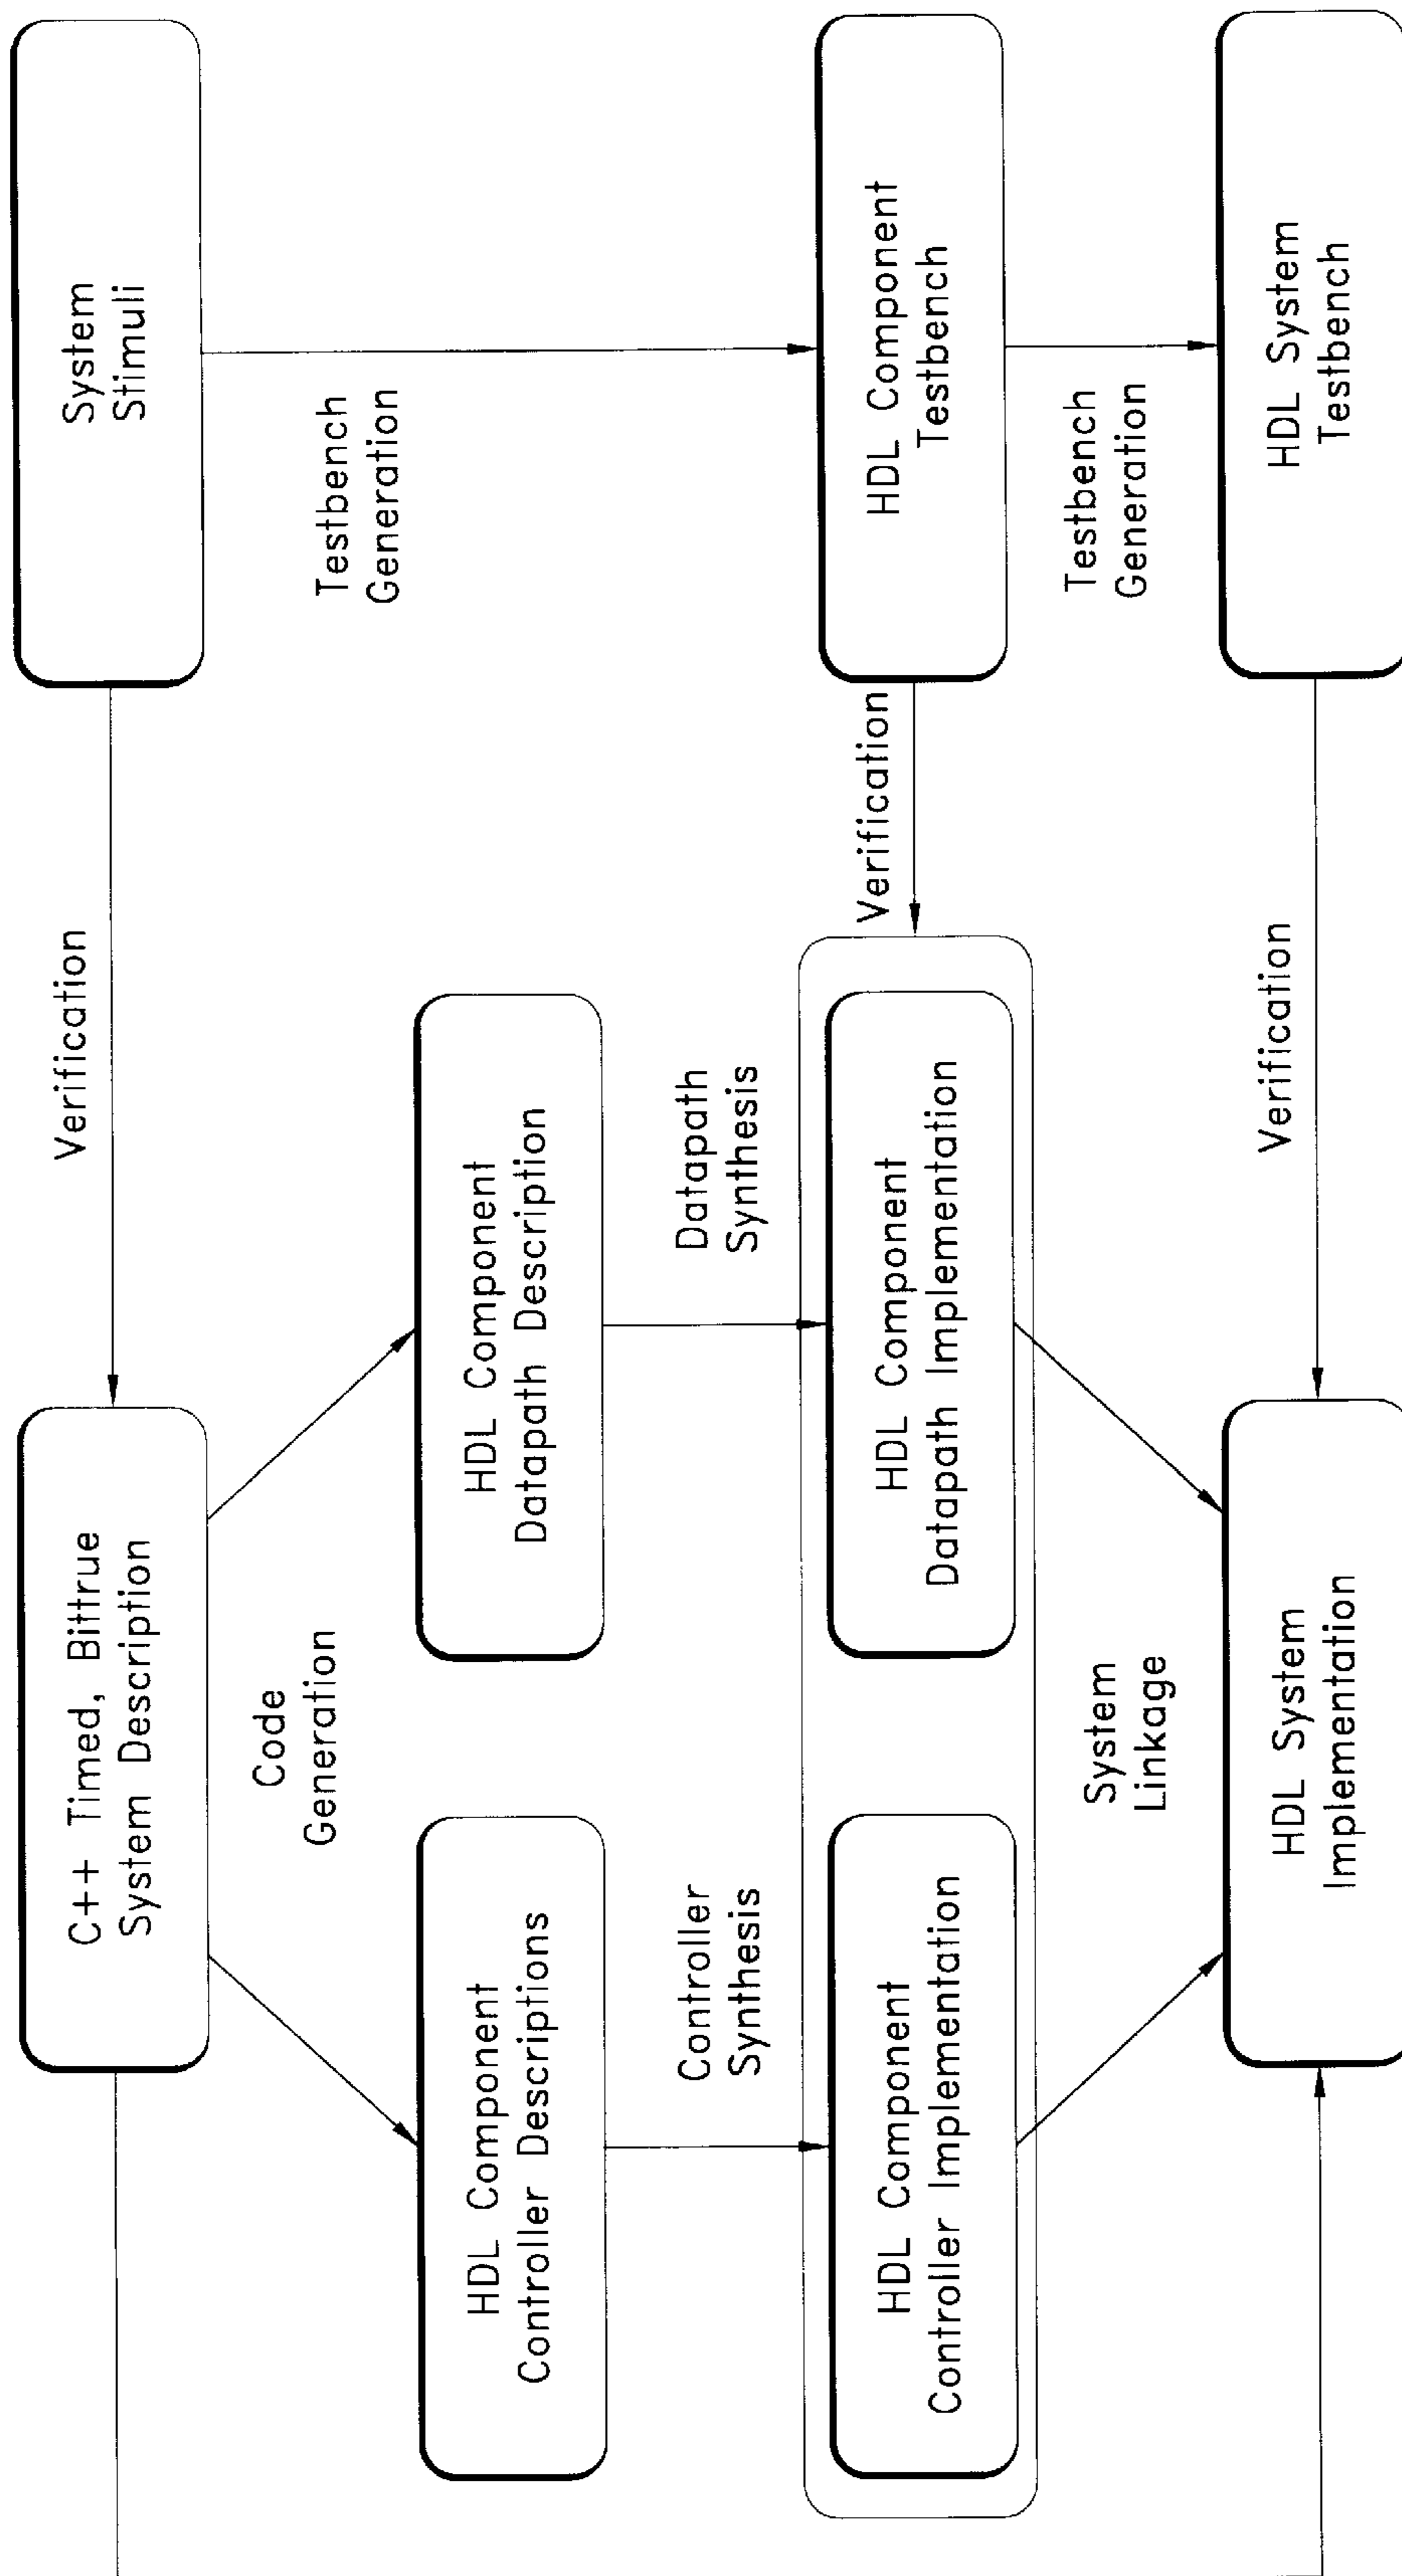 C++ Timed, Bittrue
System Description
Verification
System
Stimuli
Code
Generation
Testbench
Generation
HDL Component
Controller Descriptions
HDL Component
Datapath Description
Controller
Synthesis
Datapath
Synthesis
HDL Component
Controller Implementation
HDL Component
Datapath Implementation
Verification
HDL Component
Testbench
System
Linkage
Testbench
Generation
HDL System
Implementation
Verification
HDL System
Testbench